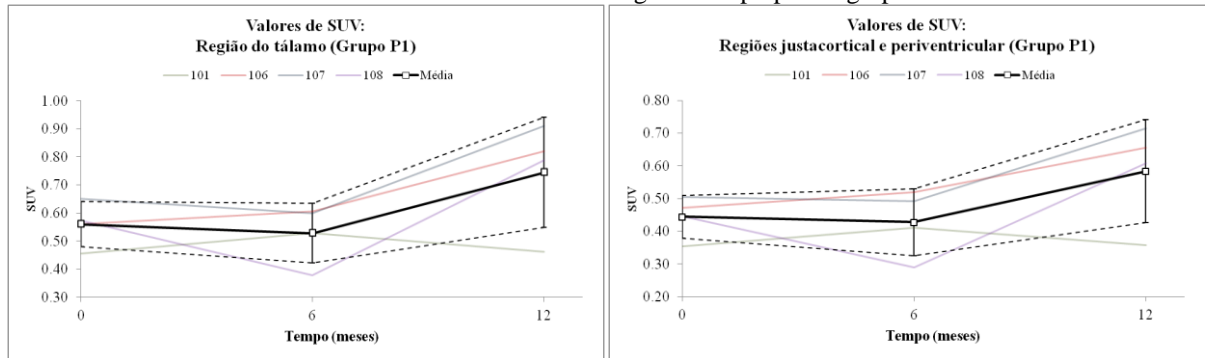 Valores de SUV:
Região do tálamo (Grupo P1)
101 106 107 108 Média
1.00
0.90
0.80
0.70
0.60
0.50
0.40
0.30
SUV
0 6 12
Tempo (meses)
Valores de SUV:
Regiões justacortical e periventricular (Grupo P1)
101 106 107 108 Média
0.80
0.70
0.60
0.50
0.40
0.30
0.20
SUV
0 6 12
Tempo (meses)